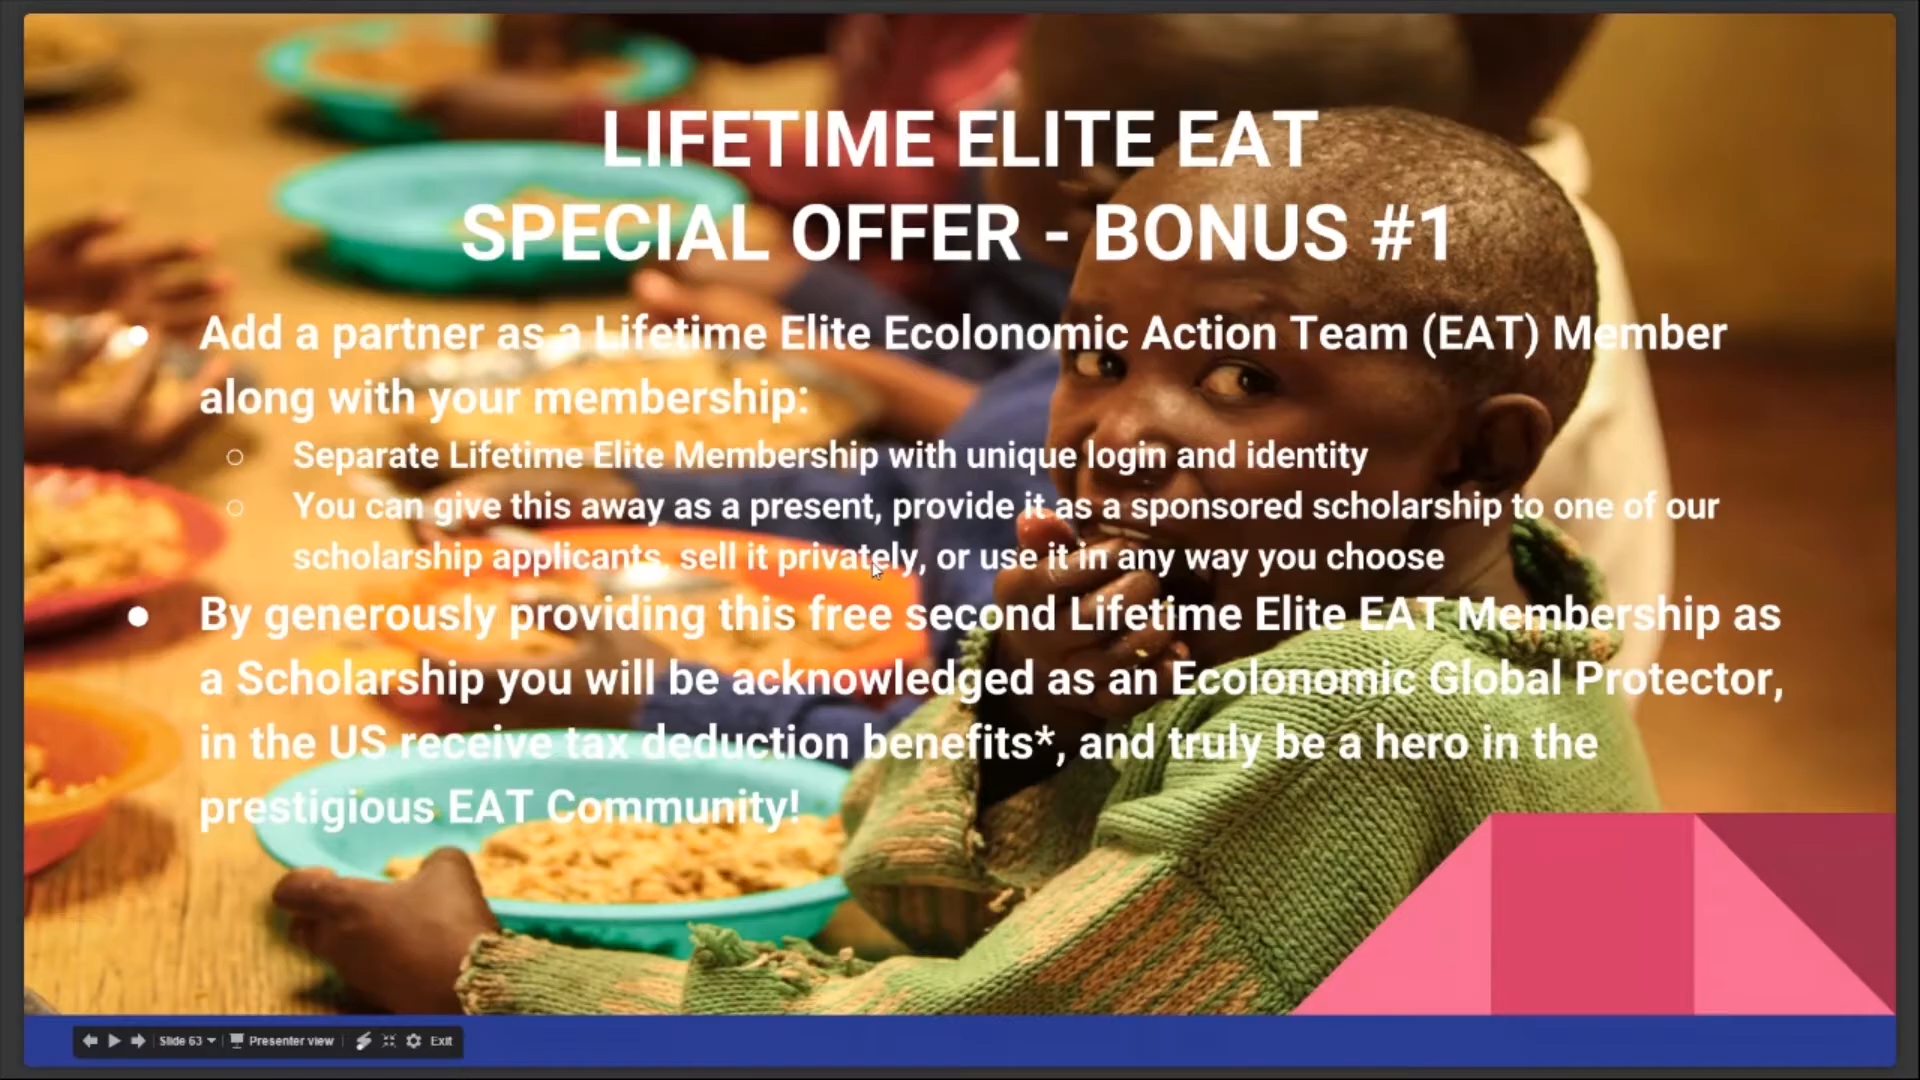 LIFETIME ELITE EAT
SPECIAL OFFER - BONUS #1
● Add a partner as a Lifetime Elite Ecolonomic Action Team (EAT) Member
along with your membership:
○ Separate Lifetime Elite Membership with unique login and identity
○ You can give this away as a present, provide it as a sponsored scholarship to one of our
scholarship applicants, sell it privately, or use it in any way you choose
● By generously providing this free second Lifetime Elite EAT Membership as
a Scholarship you will be acknowledged as an Ecolonomic Global Protector,
in the US receive tax deduction benefits*, and truly be a hero in the
prestigious EAT Community!
Slide 63 Presenter view Exit